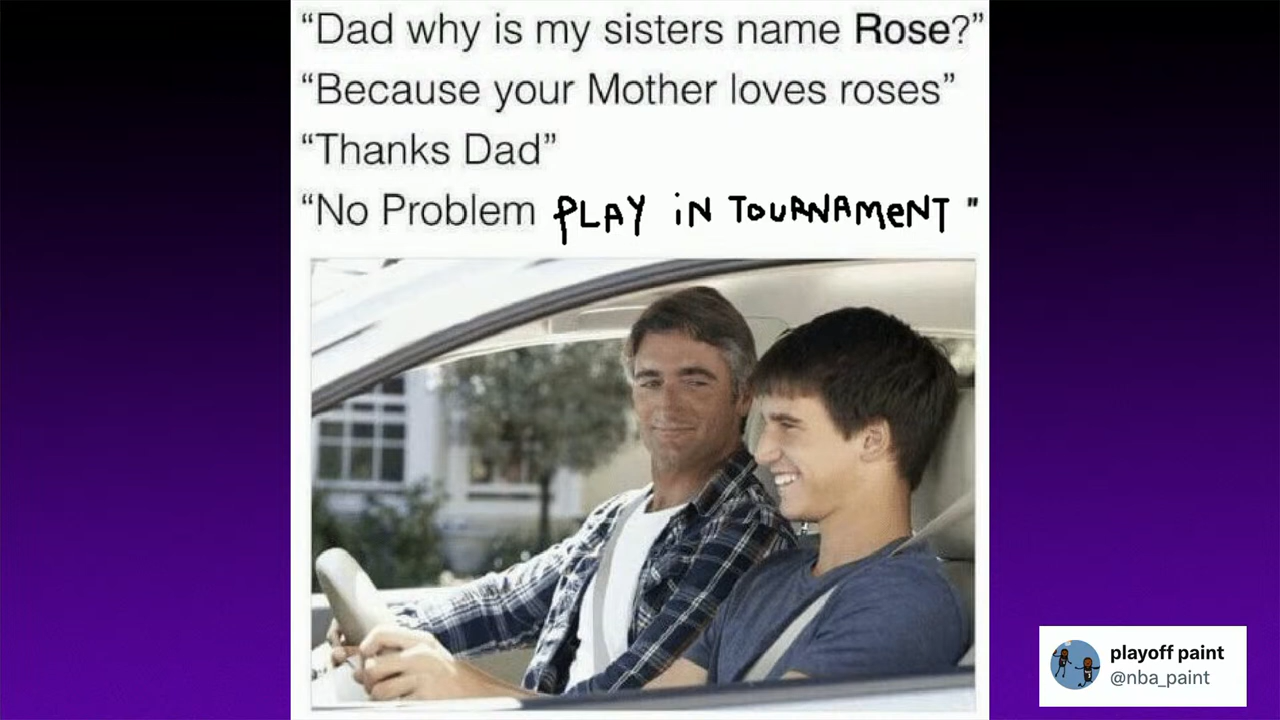 “Dad why is my sisters name Rose?”
“Because your Mother loves roses”
“Thanks Dad”
“No Problem PLAY iN TOURNAMeNT "
playoff paint
@nba_paint